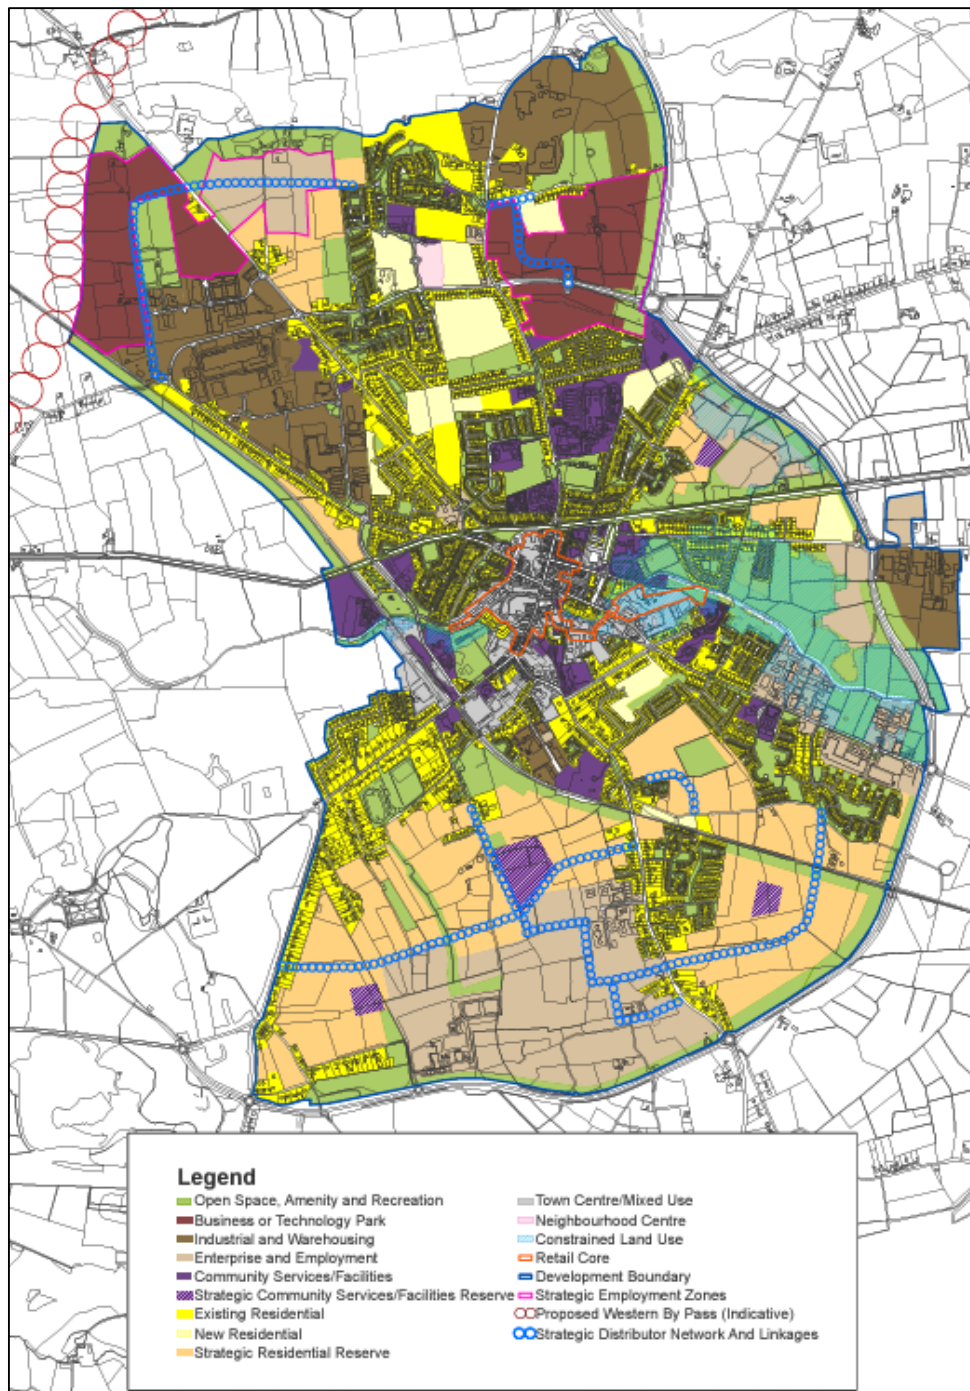 Legend
Open Space, Amenity and Recreation
Business or Technology Park
Industrial and Warehousing
Enterprise and Employment
Community Services/Facilities
Strategic Community Services/Facilities Reserve
Existing Residential
New Residential
Strategic Residential Reserve
Town Centre/Mixed Use
Neighbourhood Centre
Constrained Land Use
Retail Core
Development Boundary
Strategic Employment Zones
Proposed Western By Pass (Indicative)
Strategic Distributor Network And Linkages